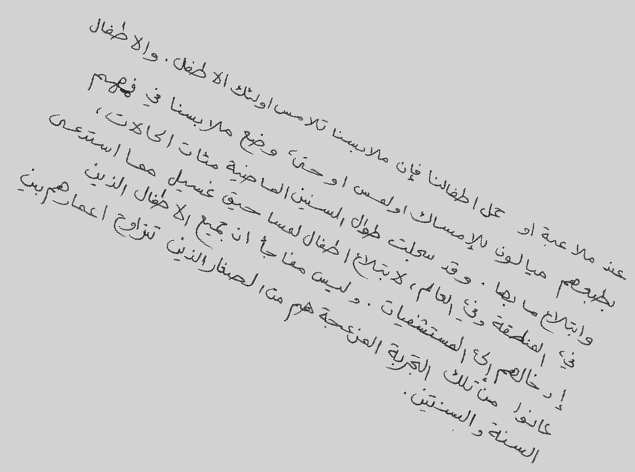 عند ملاعبة او حمل اطفالنا فإن ملابسنا تلامس اولئك الاطفل. والاطفال
بطبعهم ميالون للإمساك اولمس او حتى، وضع ملابسنا في فمهم
وابتلاع ما بها. وقد سجلت طوال السنين الماضية مئات الحالات،
في المنطقة وفي العالم، لابتلاع اطفال لمساحيق غسيل مما استدعى
إدخالهم إلى المستشفيات. وليس مفاجأ ان جميع الاطفال الذين
عانوا من تلك التجربة المزعجة هم من الصغار الذين تتراوح اعمارهم بين
السنة والسنتين.